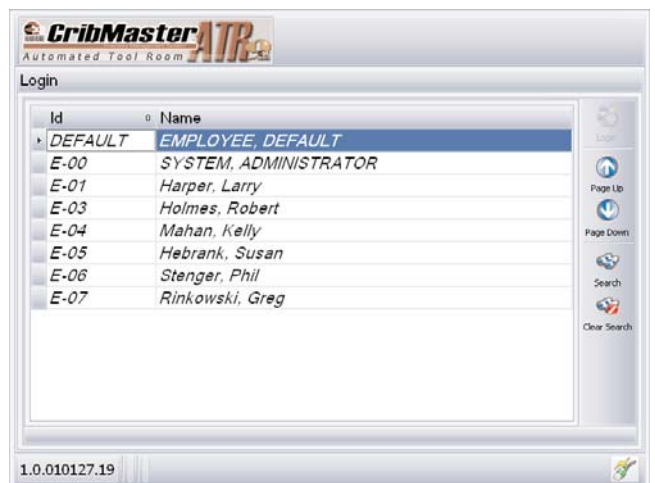 CribMaster ATR
Automated Tool Room
Login
Id Name
DEFAULT EMPLOYEE, DEFAULT
E-00 SYSTEM, ADMINISTRATOR
E-01 Harper, Larry
E-03 Holmes, Robert
E-04 Mahan, Kelly
E-05 Hebrank, Susan
E-06 Stenger, Phil
E-07 Rinkowski, Greg
Login
Page Up
Page Down
Search
Clear Search
1.0.010127.19